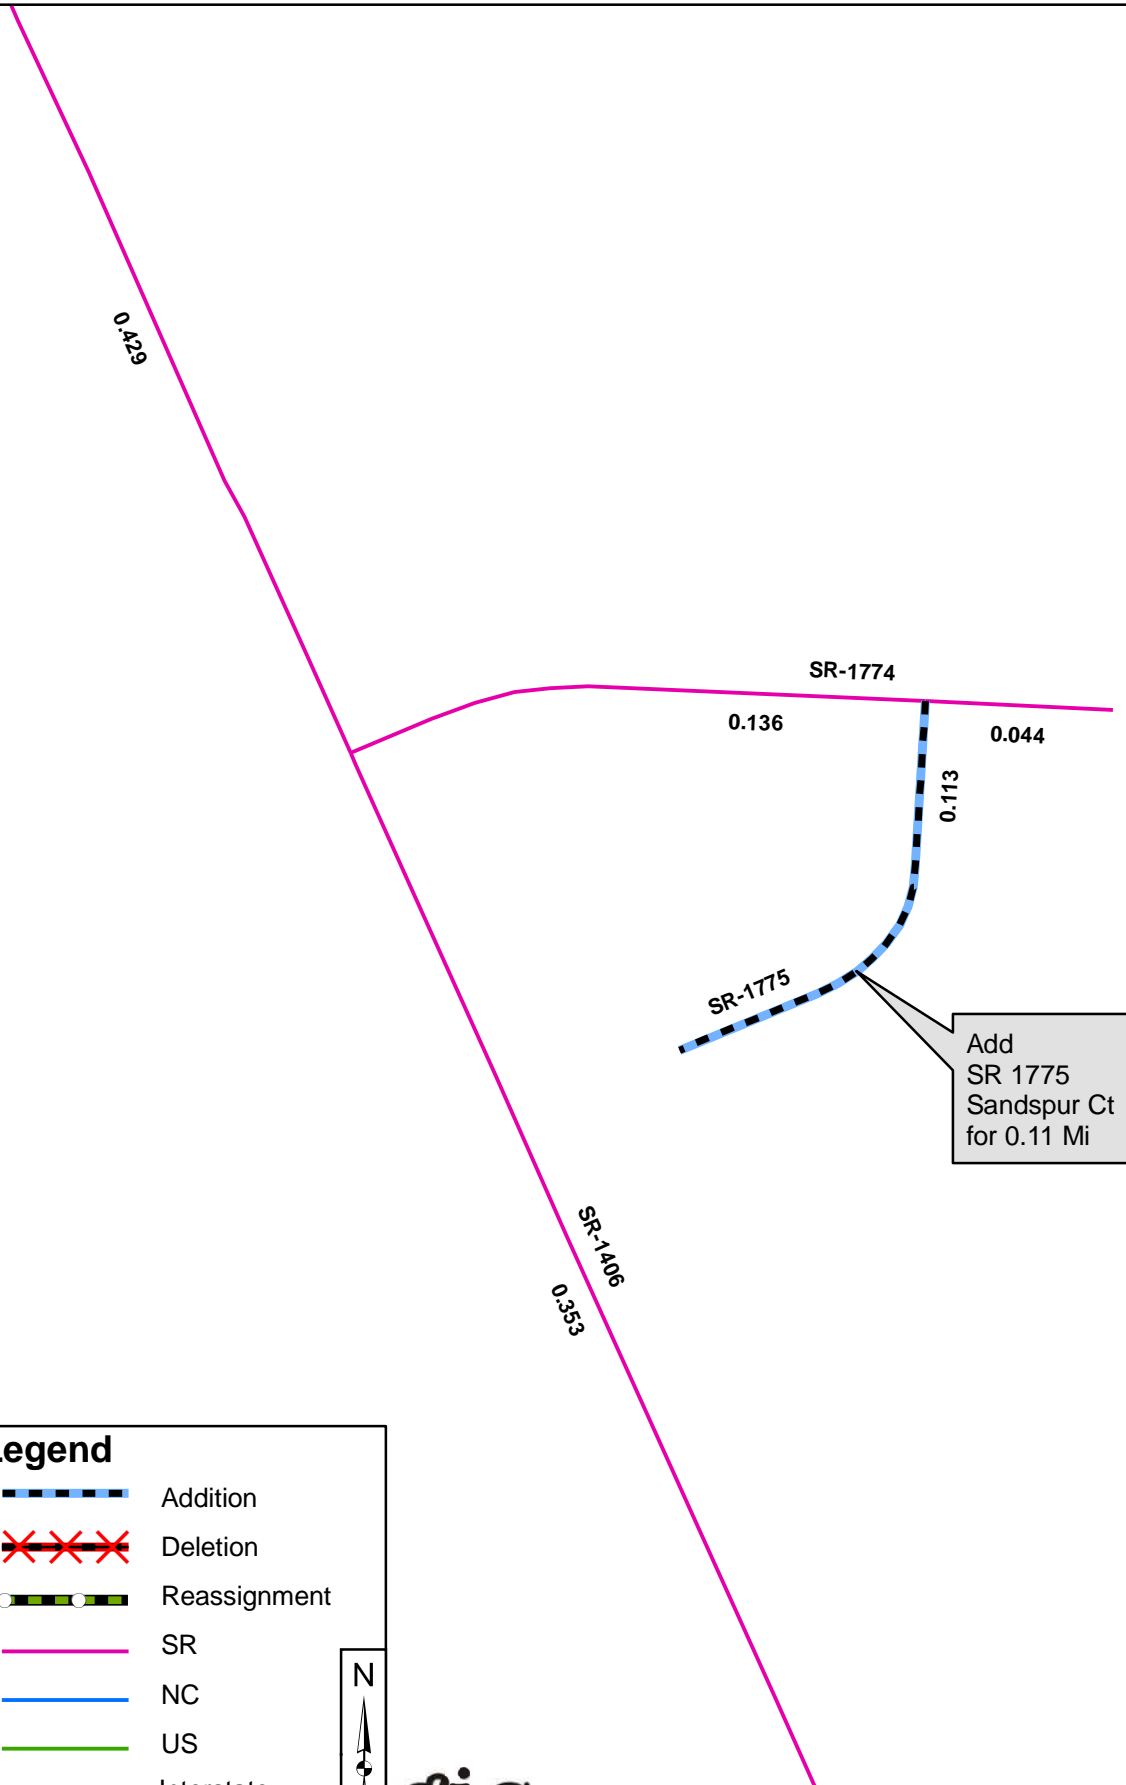 0.429
SR-1774
0.136
0.044
0.113
SR-1775
Add
SR 1775
Sandspur Ct
for 0.11 Mi
SR-1406
0.353
Legend
Addition
Deletion
Reassignment
SR
NC
US
Interstate
N